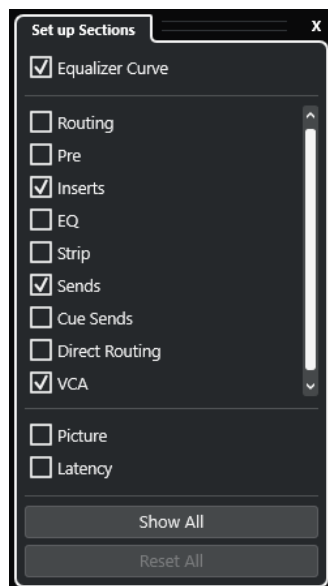 Set up Sections X
Equalizer Curve
Routing
Pre
Inserts
EQ
Strip
Sends
Cue Sends
Direct Routing
VCA
Picture
Latency
Show All
Reset All